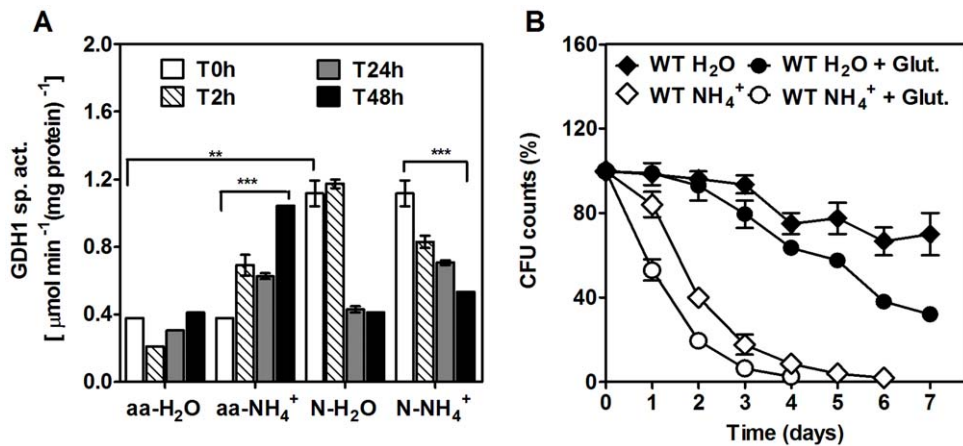 A
GDH1 sp. act.
[ µmol min⁻¹ (mg protein) ⁻¹]
2.0
1.6
1.2
0.8
0.4
0.0
T0h
T2h
T24h
T48h
**
***
***
aa-H₂O
aa-NH₄⁺
N-H₂O
N-NH₄⁺
B
CFU counts (%)
160
120
80
40
0
WT H₂O
WT H₂O + Glut.
WT NH₄⁺
WT NH₄⁺ + Glut.
0 1 2 3 4 5 6 7
Time (days)